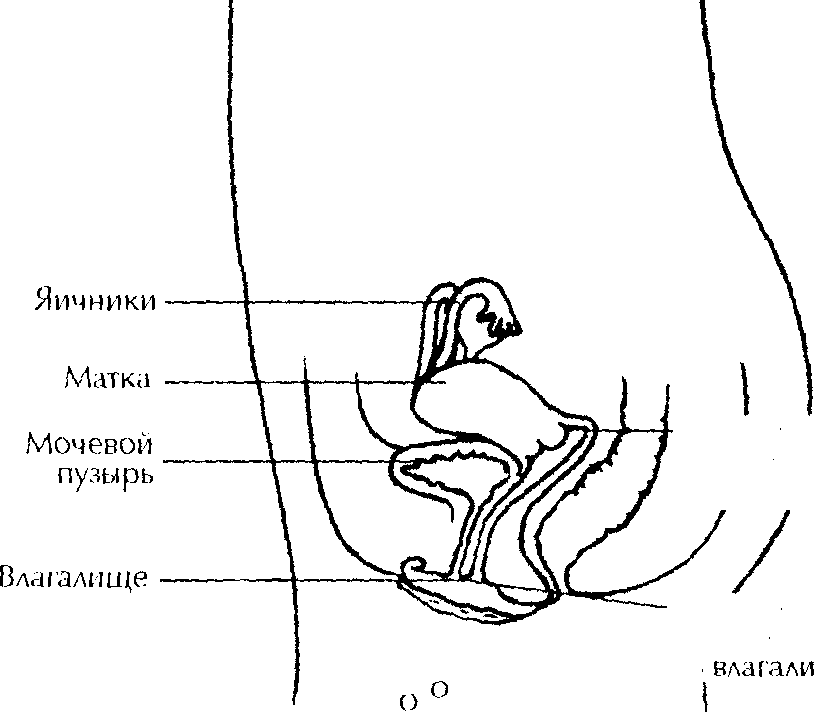 Яичники
Матка
Мочевой
пузырь
Влагалище
влагали